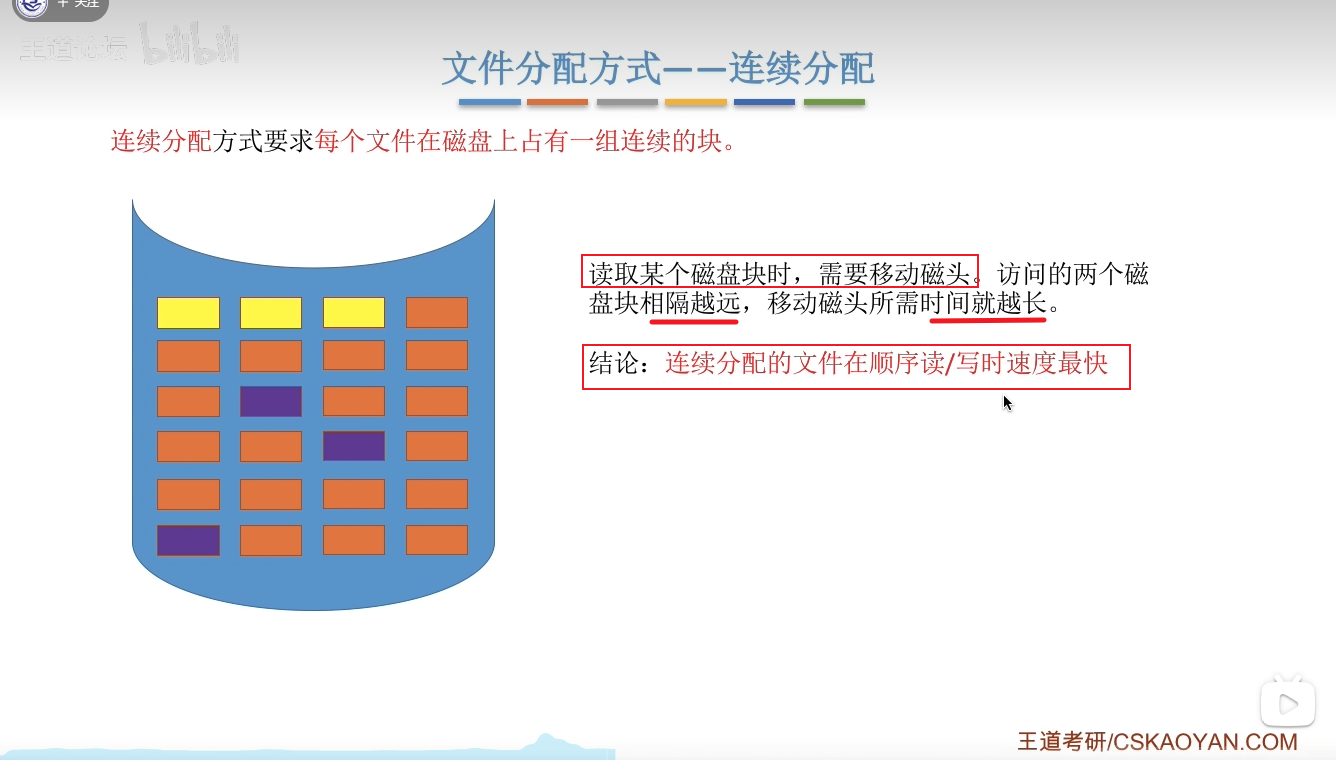 + 关注
王道论坛 bilibili
文件分配方式——连续分配
连续分配方式要求每个文件在磁盘上占有一组连续的块。
读取某个磁盘块时，需要移动磁头。访问的两个磁
盘块相隔越远，移动磁头所需时间就越长。
结论：连续分配的文件在顺序读/写时速度最快
王道考研/CSKAOYAN.COM